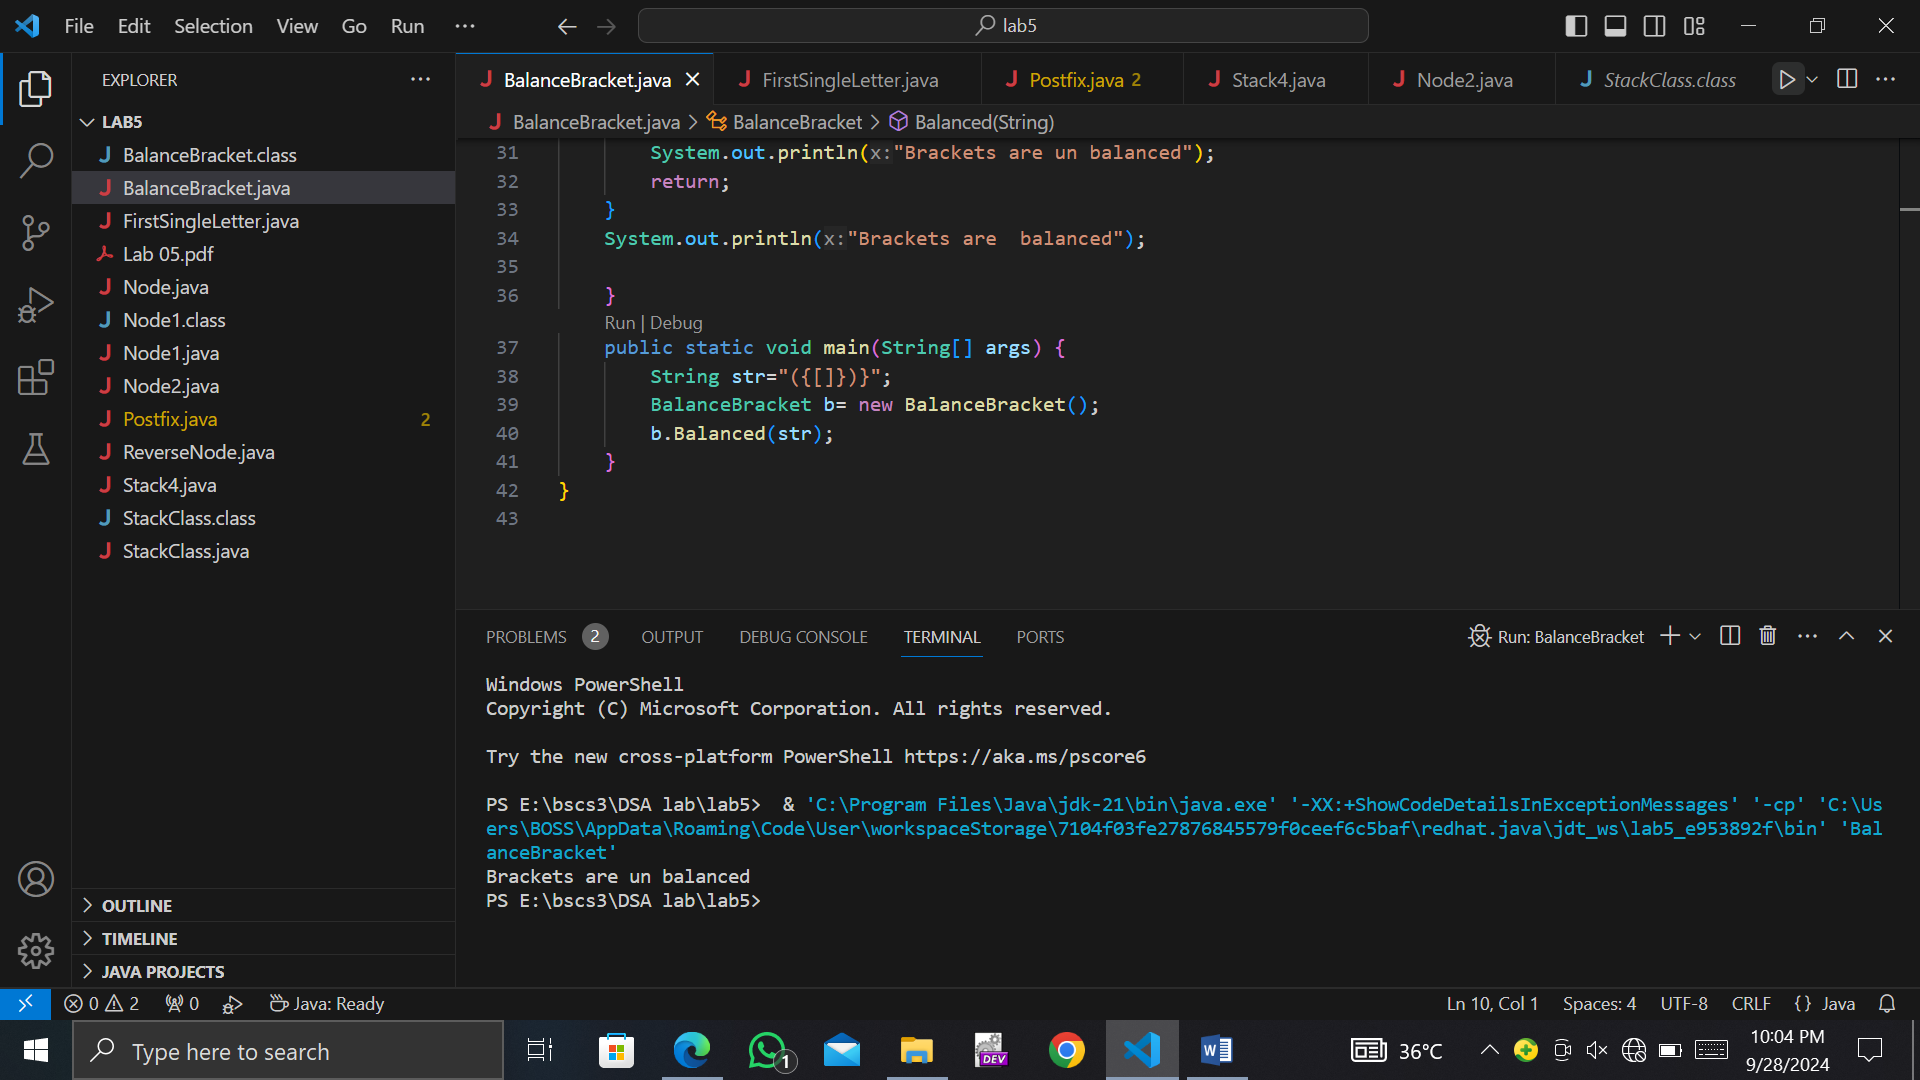 File Edit Selection View Go Run ···
lab5
EXPLORER
LAB5
BalanceBracket.class
BalanceBracket.java
FirstSingleLetter.java
Lab 05.pdf
Node.java
Node1.class
Node1.java
Node2.java
Postfix.java 2
ReverseNode.java
Stack4.java
StackClass.class
StackClass.java
OUTLINE
TIMELINE
JAVA PROJECTS
BalanceBracket.java FirstSingleLetter.java Postfix.java 2 Stack4.java Node2.java StackClass.class
BalanceBracket.java > BalanceBracket > Balanced(String)
31 System.out.println(x:"Brackets are un balanced");
32 return;
33 }
34 System.out.println(x:"Brackets are  balanced");
35
36 }
Run | Debug
37 public static void main(String[] args) {
38 String str="({[]})}";
39 BalanceBracket b= new BalanceBracket();
40 b.Balanced(str);
41 }
42 }
43
PROBLEMS 2 OUTPUT DEBUG CONSOLE TERMINAL PORTS
Run: BalanceBracket
Windows PowerShell
Copyright (C) Microsoft Corporation. All rights reserved.
Try the new cross-platform PowerShell https://aka.ms/pscore6
PS E:\bscs3\DSA lab\lab5>  & 'C:\Program Files\Java\jdk-21\bin\java.exe' '-XX:+ShowCodeDetailsInExceptionMessages' '-cp' 'C:\Us
ers\BOSS\AppData\Roaming\Code\User\workspaceStorage\7104f03fe27876845579f0ceef6c5baf\redhat.java\jdt_ws\lab5_e953892f\bin' 'Bal
anceBracket'
Brackets are un balanced
PS E:\bscs3\DSA lab\lab5>
0 2 0 Java: Ready
Ln 10, Col 1 Spaces: 4 UTF-8 CRLF {} Java
Type here to search
1
DEV
36°C
10:04 PM
9/28/2024